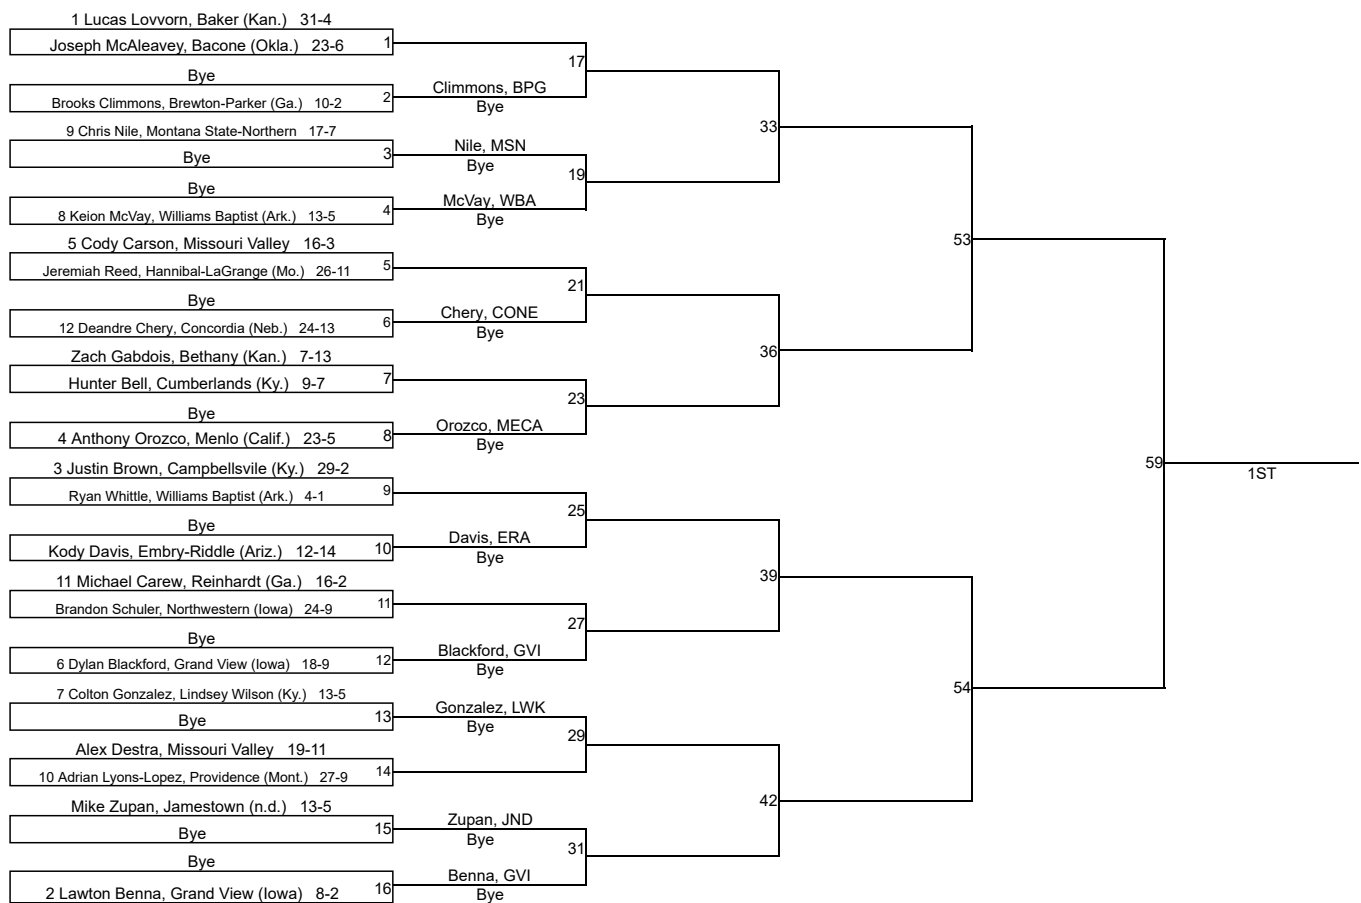 1 Lucas Lovvorn, Baker (Kan.) 31-4
Joseph McAleavey, Bacone (Okla.) 23-6
1
Bye
Brooks Climmons, Brewton-Parker (Ga.) 10-2
2
9 Chris Nile, Montana State-Northern 17-7
Bye
3
Bye
8 Keion McVay, Williams Baptist (Ark.) 13-5
4
5 Cody Carson, Missouri Valley 16-3
Jeremiah Reed, Hannibal-LaGrange (Mo.) 26-11
5
Bye
12 Deandre Chery, Concordia (Neb.) 24-13
6
Zach Gabdois, Bethany (Kan.) 7-13
Hunter Bell, Cumberlands (Ky.) 9-7
7
Bye
4 Anthony Orozco, Menlo (Calif.) 23-5
8
3 Justin Brown, Campbellsvile (Ky.) 29-2
Ryan Whittle, Williams Baptist (Ark.) 4-1
9
Bye
Kody Davis, Embry-Riddle (Ariz.) 12-14
10
11 Michael Carew, Reinhardt (Ga.) 16-2
Brandon Schuler, Northwestern (Iowa) 24-9
11
Bye
6 Dylan Blackford, Grand View (Iowa) 18-9
12
7 Colton Gonzalez, Lindsey Wilson (Ky.) 13-5
Bye
13
Alex Destra, Missouri Valley 19-11
10 Adrian Lyons-Lopez, Providence (Mont.) 27-9
14
Mike Zupan, Jamestown (n.d.) 13-5
Bye
15
Bye
2 Lawton Benna, Grand View (Iowa) 8-2
16
17
Climmons, BPG
Bye
Nile, MSN
Bye
19
McVay, WBA
Bye
21
Chery, CONE
Bye
23
Orozco, MECA
Bye
25
Davis, ERA
Bye
27
Blackford, GVI
Bye
Gonzalez, LWK
Bye
29
Zupan, JND
Bye
31
Benna, GVI
Bye
33
36
39
42
53
54
59
1ST